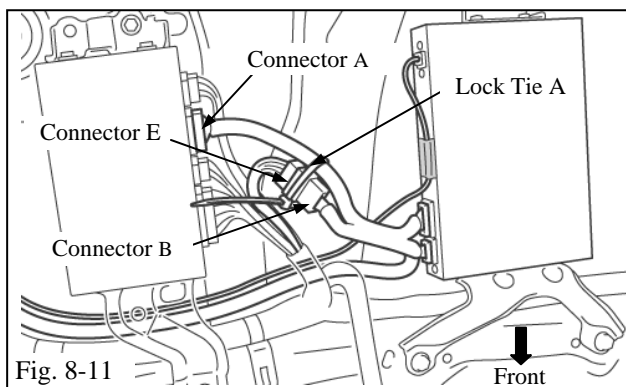 Connector A
Lock Tie A
Connector E
Connector B
Fig. 8-11
Front